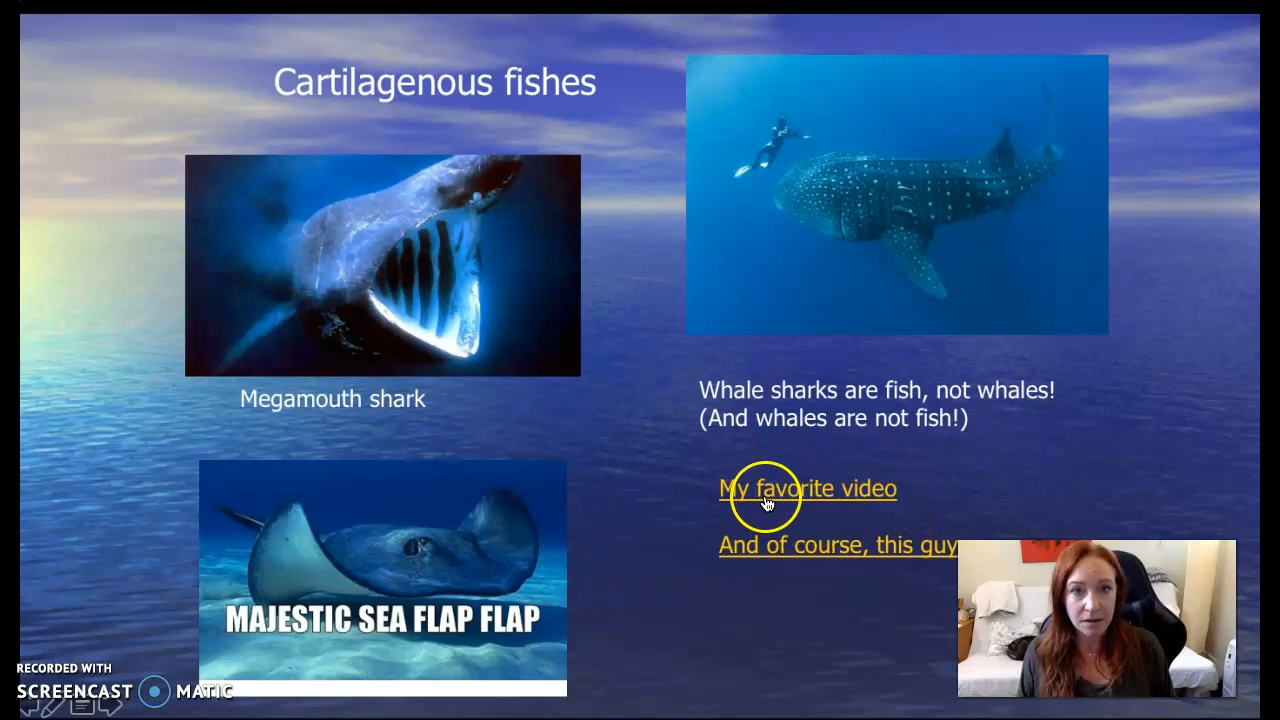 Cartilagenous fishes
Megamouth shark
Whale sharks are fish, not whales!
(And whales are not fish!)
My favorite video
And of course, this guy
MAJESTIC SEA FLAP FLAP
RECORDED WITH
SCREENCAST MATIC